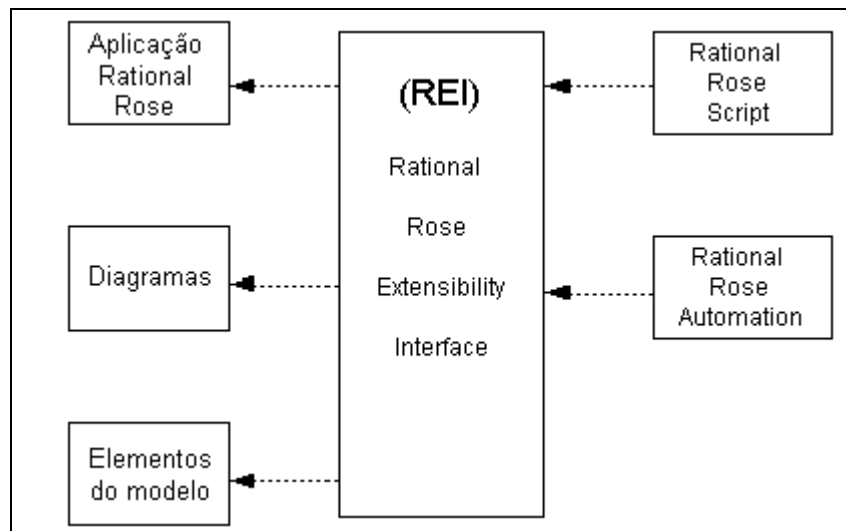 Aplicação
Rational
Rose
Diagramas
Elementos
do modelo
(REI)
Rational
Rose
Extensibility
Interface
Rational
Rose
Script
Rational
Rose
Automation